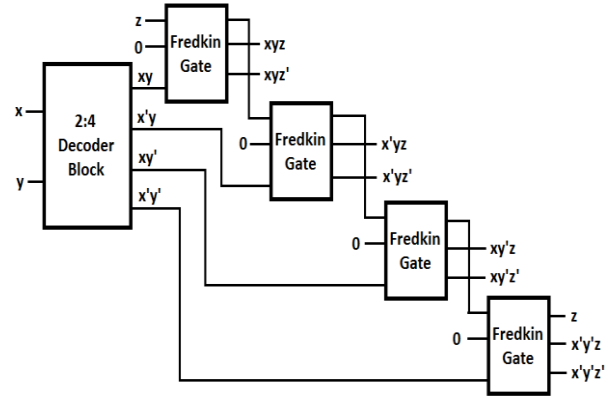 z
0
Fredkin
Gate
xyz
xyz'
xy
x
y
2:4
Decoder
Block
x'y
xy'
x'y'
0
Fredkin
Gate
x'yz
x'yz'
0
Fredkin
Gate
xy'z
xy'z'
0
Fredkin
Gate
z
x'y'z
x'y'z'